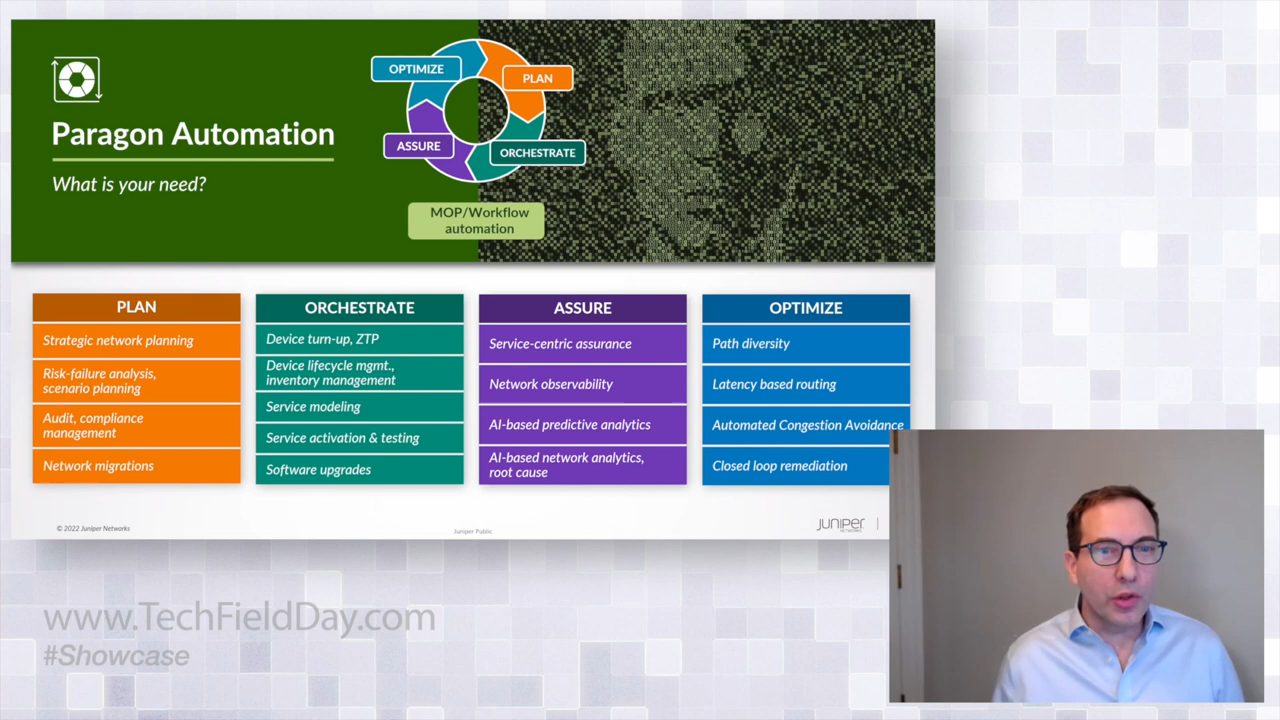 Paragon Automation
What is your need?
OPTIMIZE
PLAN
ASSURE
ORCHESTRATE
MOP/Workflow
automation
PLAN
Strategic network planning
Risk-failure analysis,
scenario planning
Audit, compliance
management
Network migrations
ORCHESTRATE
Device turn-up, ZTP
Device lifecycle mgmt.,
inventory management
Service modeling
Service activation & testing
Software upgrades
ASSURE
Service-centric assurance
Network observability
AI-based predictive analytics
AI-based network analytics,
root cause
OPTIMIZE
Path diversity
Latency based routing
Automated Congestion Avoidance
Closed loop remediation
© 2022 Juniper Networks
Juniper Public
JUNIPER
NETWORKS
www.TechFieldDay.com
#Showcase